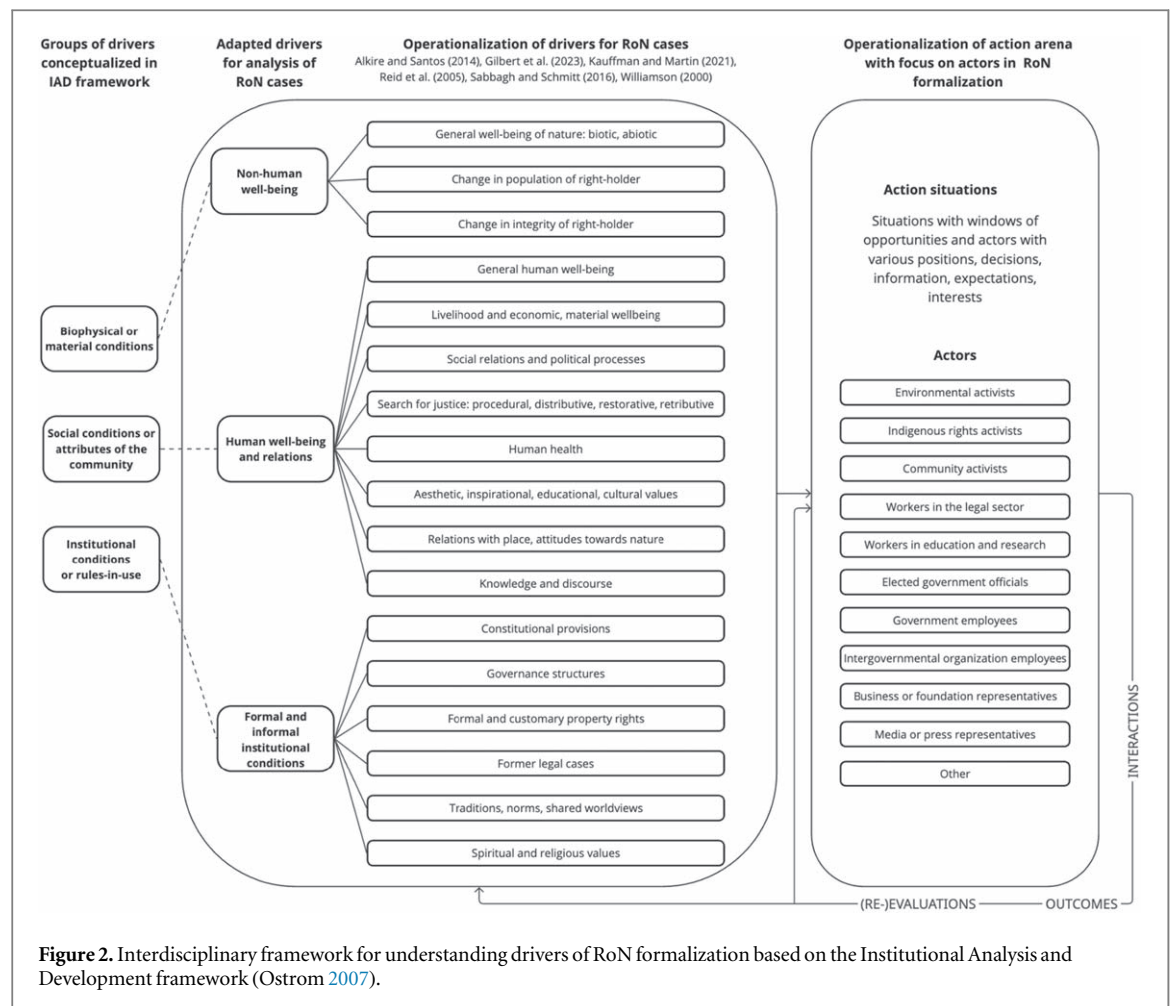 Groups of drivers
conceptualized in
IAD framework
Adapted drivers
for analysis of
RoN cases
Operationalization of drivers for RoN cases
Alkire and Santos (2014), Gilbert et al. (2023), Kauffman and Martin (2021),
Reid et al. (2005), Sabbagh and Schmitt (2016), Williamson (2000)
Operationalization of action arena
with focus on actors in RoN
formalization
Biophysical or
material conditions
Social conditions or
attributes of the
community
Institutional
conditions
or rules-in-use
Non-human
well-being
Human well-being
and relations
Formal and
informal
institutional
conditions
General well-being of nature: biotic, abiotic
Change in population of right-holder
Change in integrity of right-holder
General human well-being
Livelihood and economic, material wellbeing
Social relations and political processes
Search for justice: procedural, distributive, restorative, retributive
Human health
Aesthetic, inspirational, educational, cultural values
Relations with place, attitudes towards nature
Knowledge and discourse
Constitutional provisions
Governance structures
Formal and customary property rights
Former legal cases
Traditions, norms, shared worldviews
Spiritual and religious values
Action situations
Situations with windows of
opportunities and actors with
various positions, decisions,
information, expectations,
interests
Actors
Environmental activists
Indigenous rights activists
Community activists
Workers in the legal sector
Workers in education and research
Elected government officials
Government employees
Intergovernmental organization employees
Business or foundation representatives
Media or press representatives
Other
INTERACTIONS
(RE-)EVALUATIONS
OUTCOMES
Figure 2. Interdisciplinary framework for understanding drivers of RoN formalization based on the Institutional Analysis and
Development framework (Ostrom 2007).